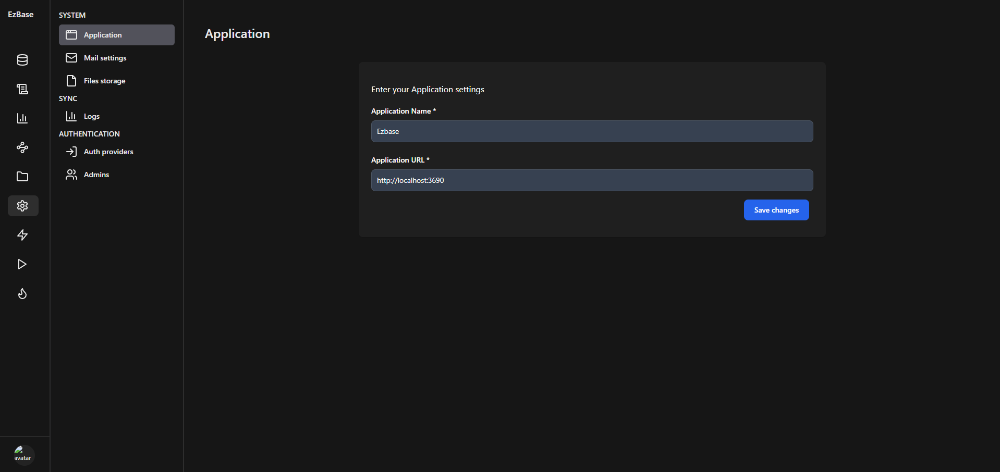 EzBase
SYSTEM
Application
Mail settings
Files storage
SYNC
Logs
AUTHENTICATION
Auth providers
Admins
avatar
Application
Enter your Application settings
Application Name *
Ezbase
Application URL *
http://localhost:3690
Save changes